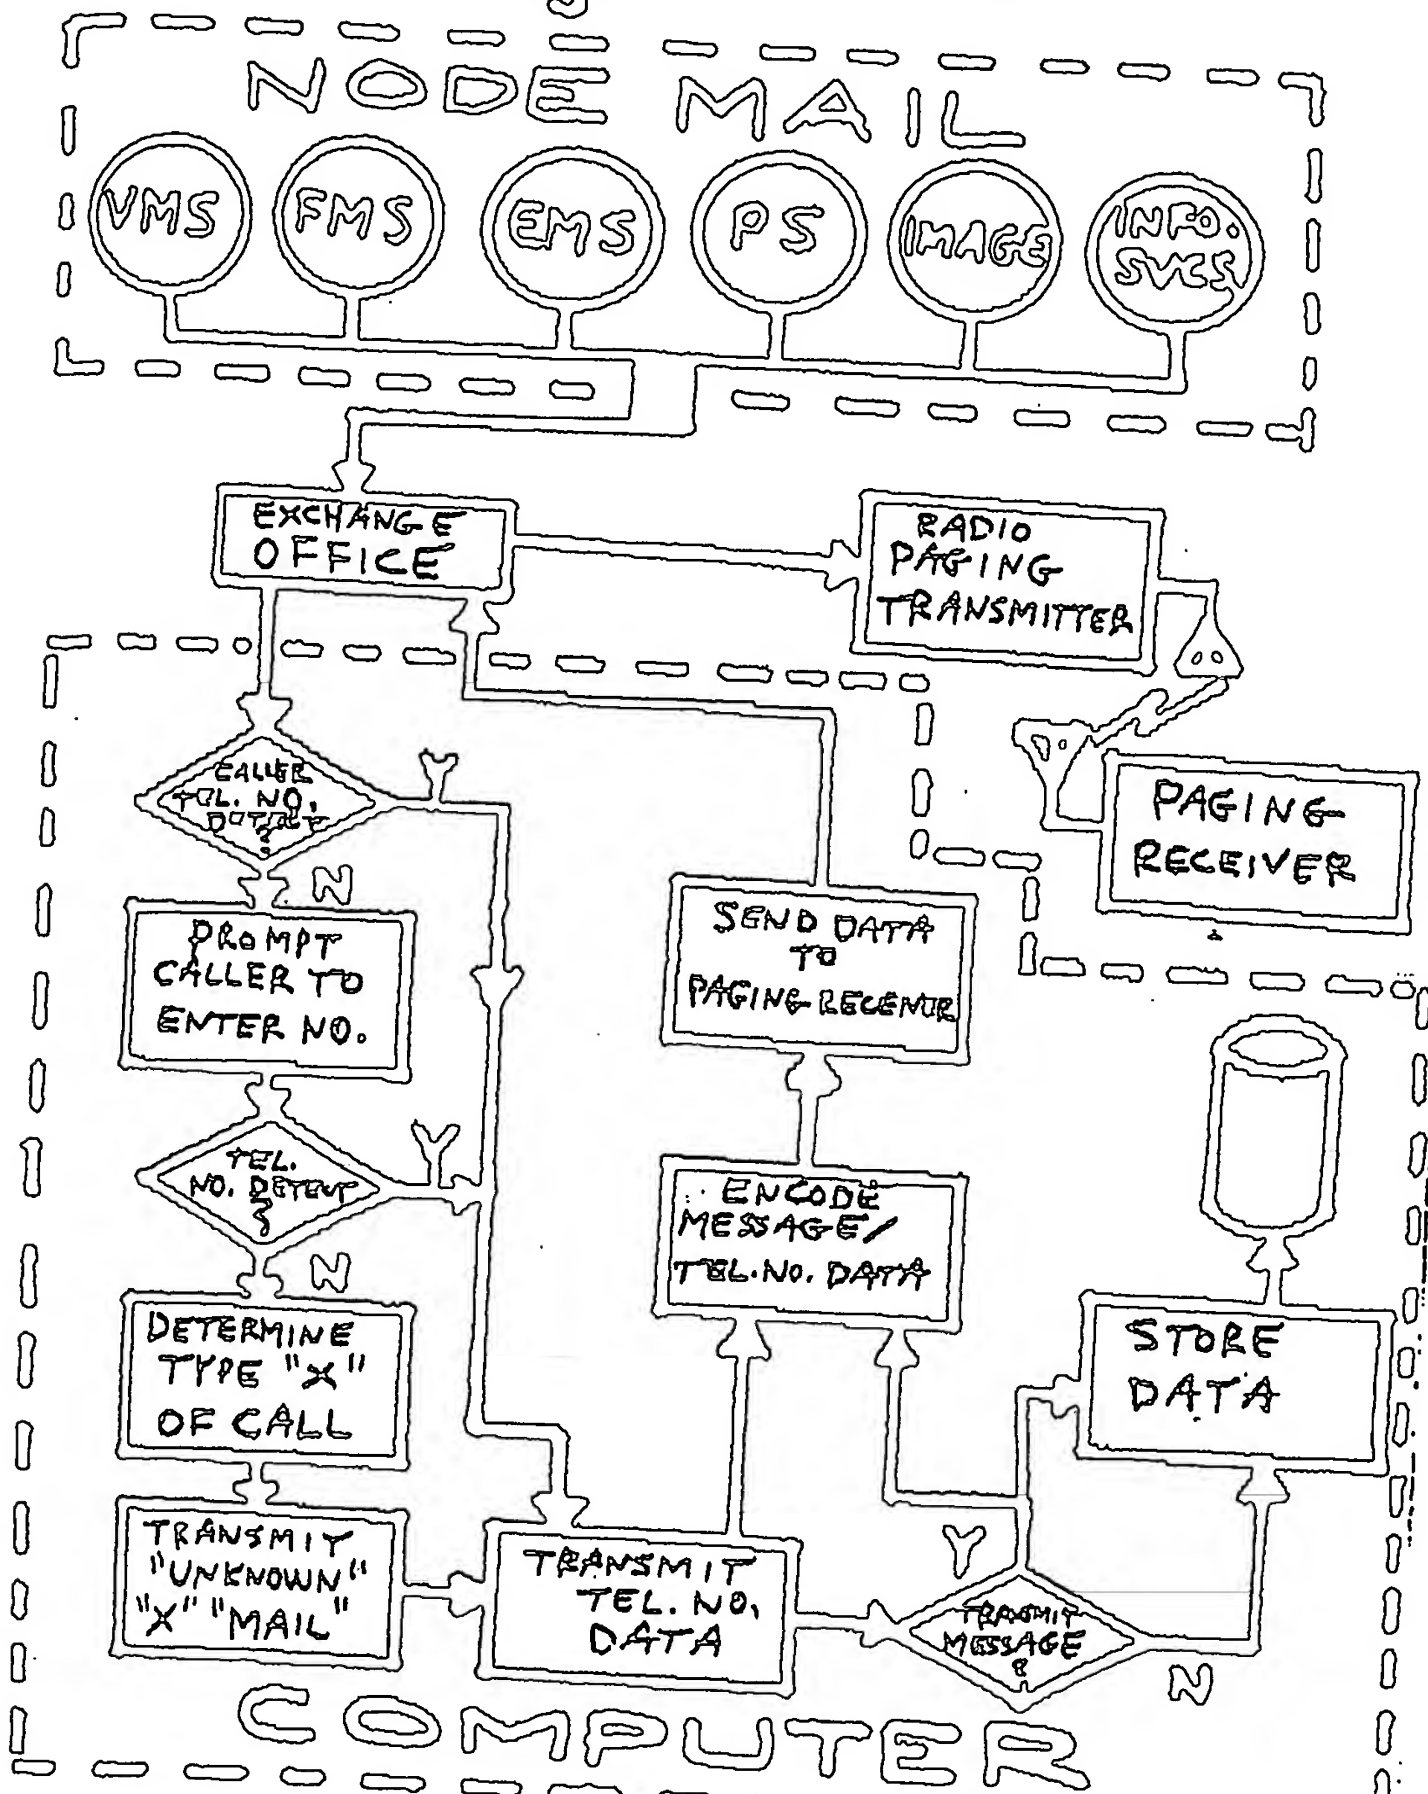 NODE MAIL
VMS
FMS
EMS
PS
IMAGE
INFO.
SVCS
EXCHANGE
OFFICE
RADIO
PAGING
TRANSMITTER
PAGING
RECEIVER
CALLER
TEL. NO.
DETECT
?
Y
N
PROMPT
CALLER TO
ENTER NO.
TEL.
NO. DETECT
?
Y
N
DETERMINE
TYPE "X"
OF CALL
TRANSMIT
"UNKNOWN"
"X" "MAIL"
TRANSMIT
TEL. NO.
DATA
SEND DATA
TO
PAGING RECEIVER
ENCODE
MESSAGE/
TEL. NO. DATA
STORE
DATA
Y
TRANSMIT
MESSAGE
?
N
COMPUTER